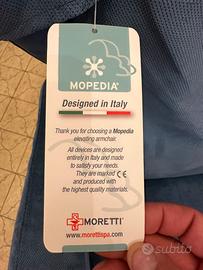 MOPEDIA®
Designed in Italy
Thank you for choosing a Mopedia
elevating armchair.
All devices are designed
entirely in Italy and made
to satisfy your needs.
They are marked CE
and produced with
the highest quality materials.
MORETTI
www.morettispa.com
subito